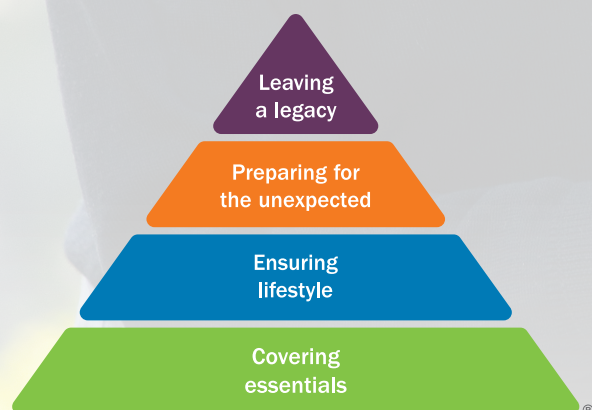 Leaving
a legacy
Preparing for
the unexpected
Ensuring
lifestyle
Covering
essentials
®